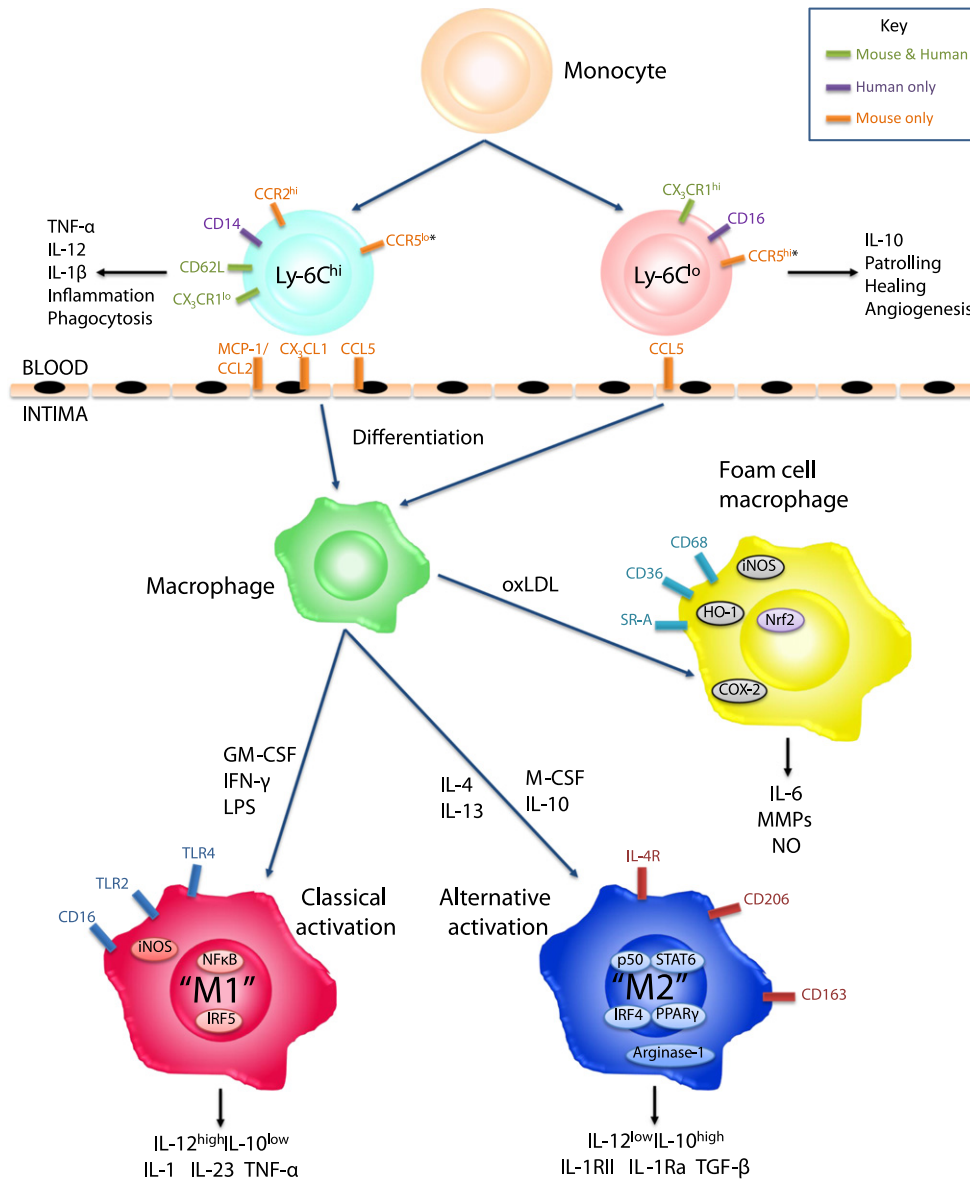 Monocyte
Key
Mouse & Human
Human only
Mouse only
TNF-α
IL-12
IL-1β
Inflammation
Phagocytosis
CCR2hi
CD14
CD62L
CX3CR1lo
CCR5lo*
Ly-6Chi
CX3CR1hi
CD16
CCR5hi*
Ly-6Clo
IL-10
Patrolling
Healing
Angiogenesis
BLOOD
MCP-1/
CCL2
CX3CL1
CCL5
CCL5
INTIMA
Differentiation
Macrophage
oxLDL
Foam cell
macrophage
CD68
CD36
SR-A
iNOS
HO-1
Nrf2
COX-2
IL-6
MMPs
NO
GM-CSF
IFN-γ
LPS
IL-4
IL-13
M-CSF
IL-10
TLR4
TLR2
CD16
Classical
activation
iNOS
NFκB
"M1"
IRF5
Alternative
activation
IL-4R
CD206
CD163
p50 STAT6
"M2"
IRF4 PPARγ
Arginase-1
IL-12high IL-10low
IL-1 IL-23 TNF-α
IL-12low IL-10high
IL-1RII IL-1Ra TGF-β